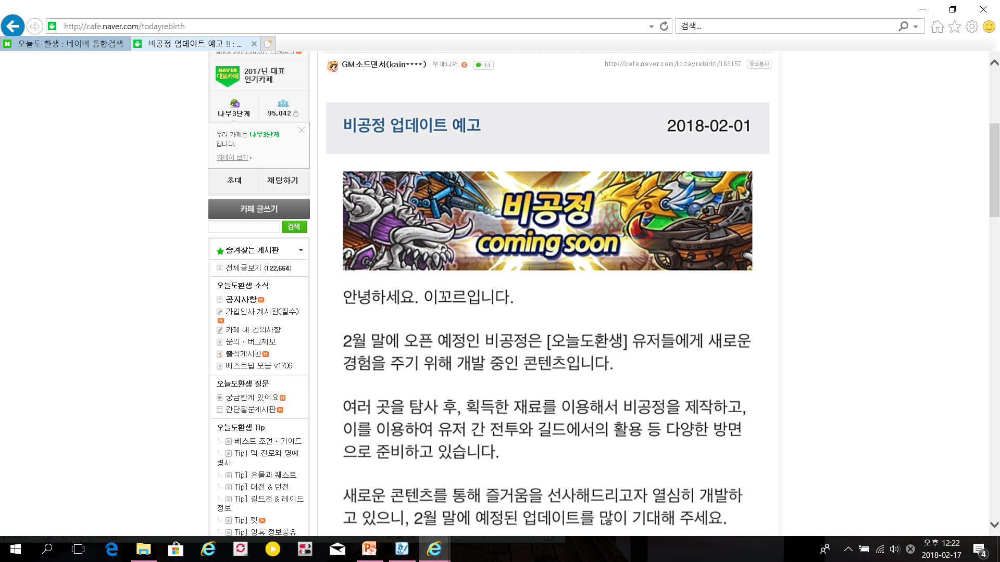 http://cafe.naver.com/todayrebirth
검색...
오늘도 환생 : 네이버 통합검색
비공정 업데이트 예고 !! : ...
since 2015.10.07.
NAVER 대표카페
2017년 대표
인기카페
나무3단계
95,042
우리 카페는 나무3단계
입니다.
자세히 보기
초대
채팅하기
카페 글쓰기
검색
즐겨찾는 게시판
전체글보기 (122,664)
오늘도환생 소식
공지사항
가입인사 게시판(필수)
카페 내 건의사항
문의·버그제보
출석게시판
베스트팁 모음 v1706
오늘도환생 질문
궁금한게 있어요
간단질문게시판
오늘도환생 Tip
베스트 조언·가이드
Tip] 덱 진로와 명예
병사
Tip] 유물과 퀘스트
Tip] 대전 & 던전
Tip] 길드전 & 레이드
정보
Tip] 펫
Tip] 영휴 정보공유
GM소드댄서(kain****) 부 매니저 1:1
http://cafe.naver.com/todayrebirth/163157 주소복사
비공정 업데이트 예고
2018-02-01
비공정
coming soon
안녕하세요. 이꼬르입니다.
2월 말에 오픈 예정인 비공정은 [오늘도환생] 유저들에게 새로운
경험을 주기 위해 개발 중인 콘텐츠입니다.
여러 곳을 탐사 후, 획득한 재료를 이용해서 비공정을 제작하고,
이를 이용하여 유저 간 전투와 길드에서의 활용 등 다양한 방면
으로 준비하고 있습니다.
새로운 콘텐츠를 통해 즐거움을 선사해드리고자 열심히 개발하
고 있으니, 2월 말에 예정된 업데이트를 많이 기대해 주세요.
오후 12:22
2018-02-17
4